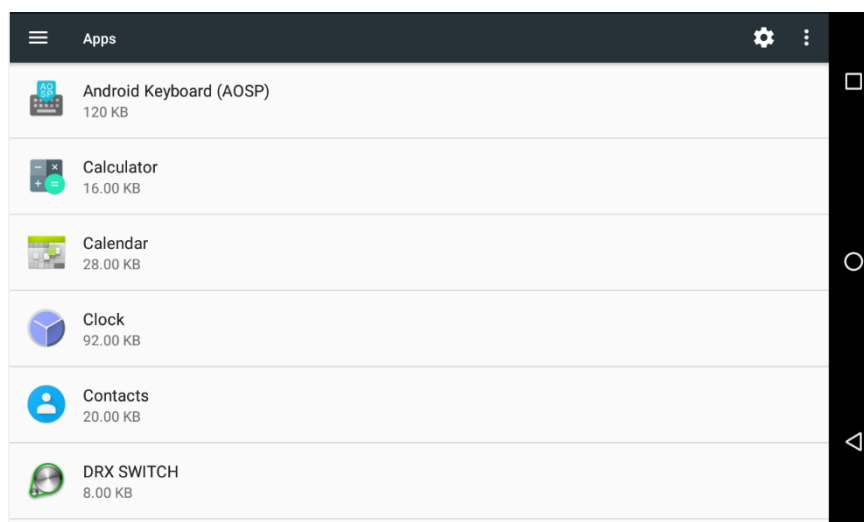 Apps
Android Keyboard (AOSP)
120 KB
Calculator
16.00 KB
Calendar
28.00 KB
Clock
92.00 KB
Contacts
20.00 KB
DRX SWITCH
8.00 KB